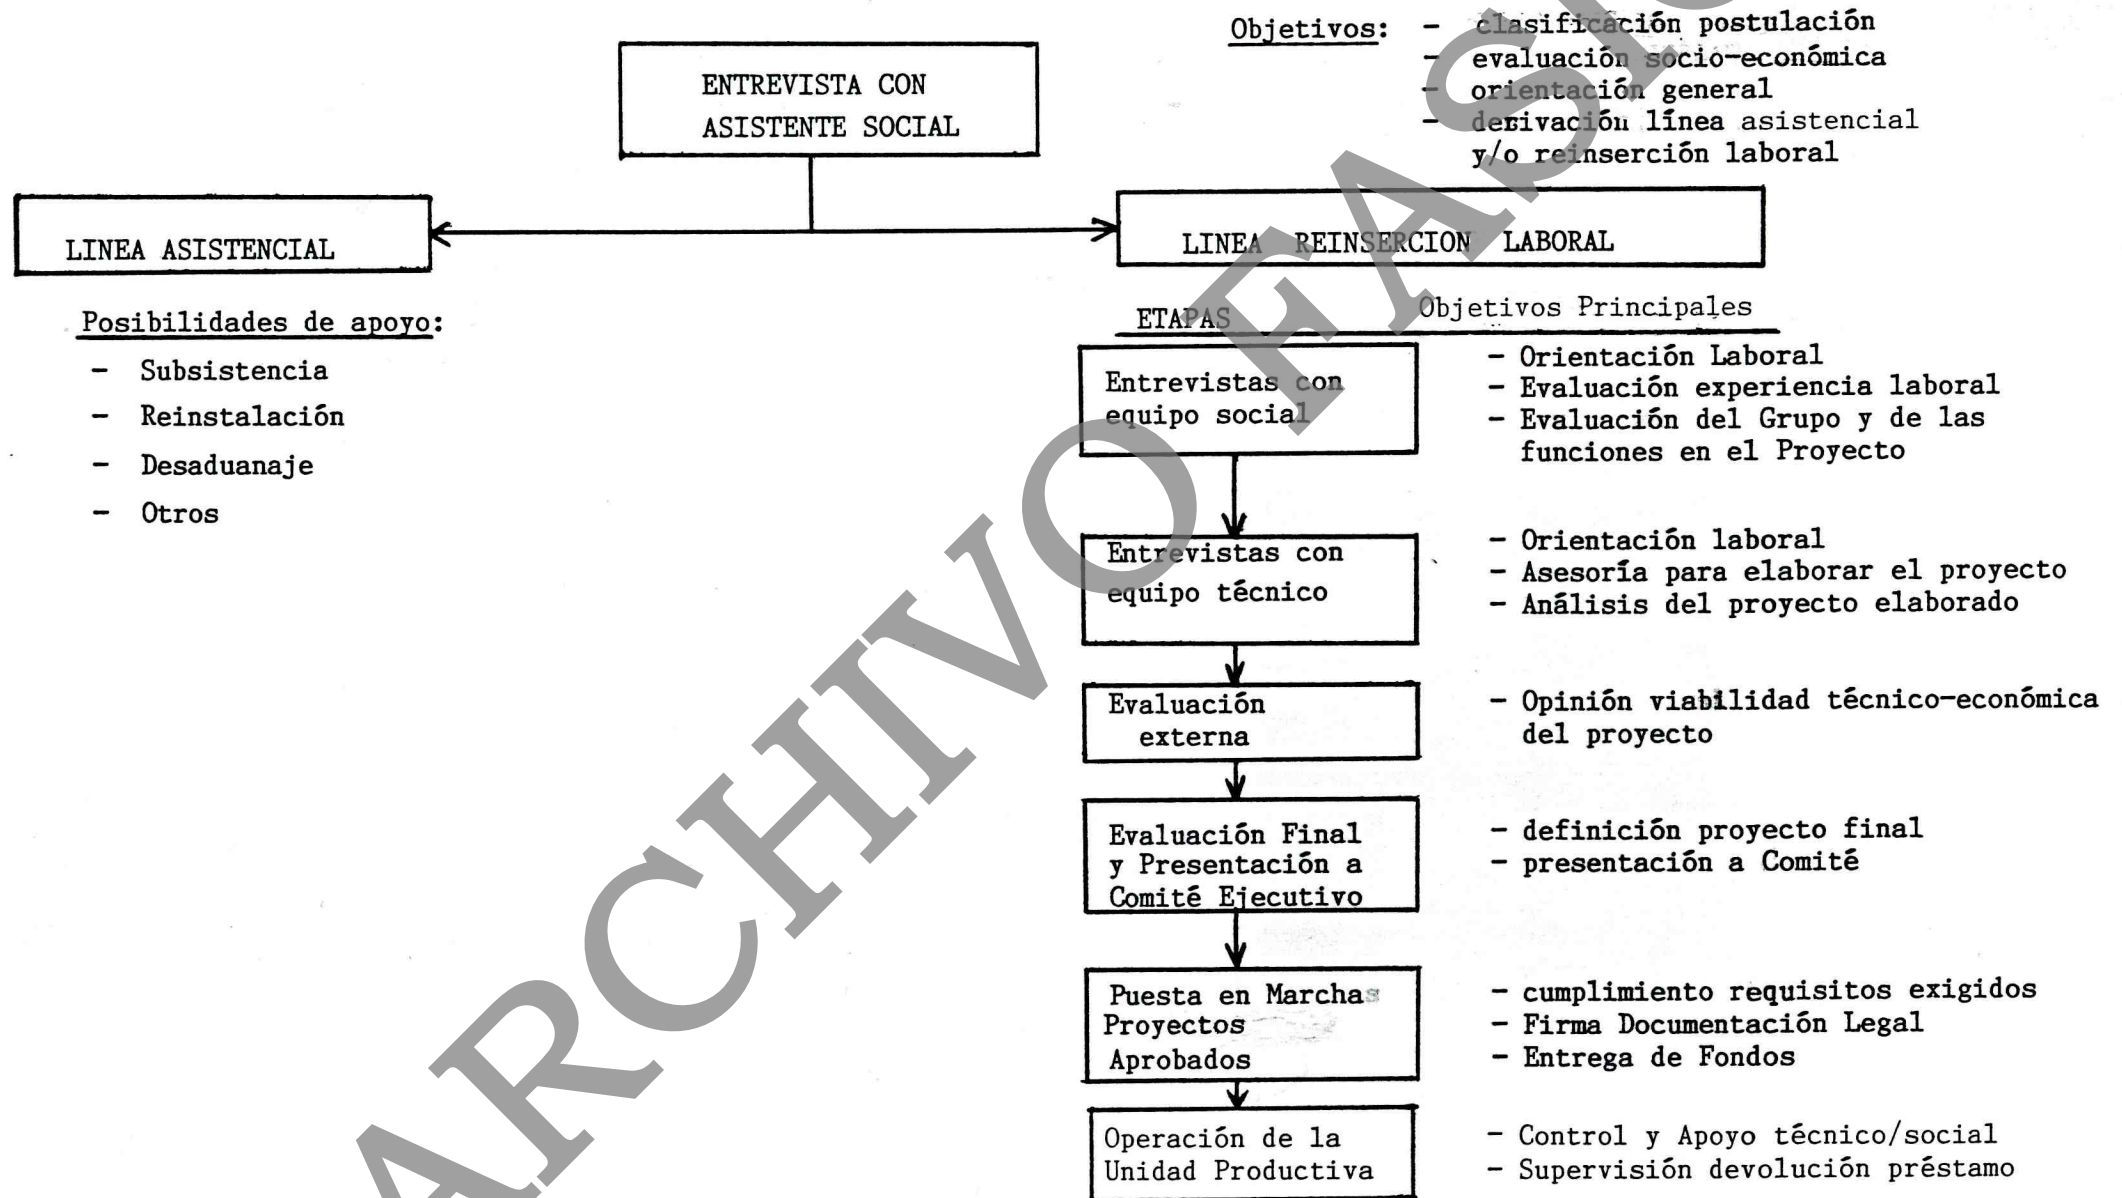 Objetivos: - clasificación postulación
- evaluación socio-económica
- orientación general
- derivación línea asistencial
y/o reinserción laboral
ENTREVISTA CON
ASISTENTE SOCIAL
LINEA ASISTENCIAL
LINEA REINSERCION LABORAL
Posibilidades de apoyo:
- Subsistencia
- Reinstalación
- Desaduanaje
- Otros
ETAPAS Objetivos Principales
Entrevistas con
equipo social
- Orientación Laboral
- Evaluación experiencia laboral
- Evaluación del Grupo y de las
funciones en el Proyecto
Entrevistas con
equipo técnico
- Orientación laboral
- Asesoría para elaborar el proyecto
- Análisis del proyecto elaborado
Evaluación
externa
- Opinión viabilidad técnico-económica
del proyecto
Evaluación Final
y Presentación a
Comité Ejecutivo
- definición proyecto final
- presentación a Comité
Puesta en Marchas
Proyectos
Aprobados
- cumplimiento requisitos exigidos
- Firma Documentación Legal
- Entrega de Fondos
Operación de la
Unidad Productiva
- Control y Apoyo técnico/social
- Supervisión devolución préstamo
ARCHIVO FASIC